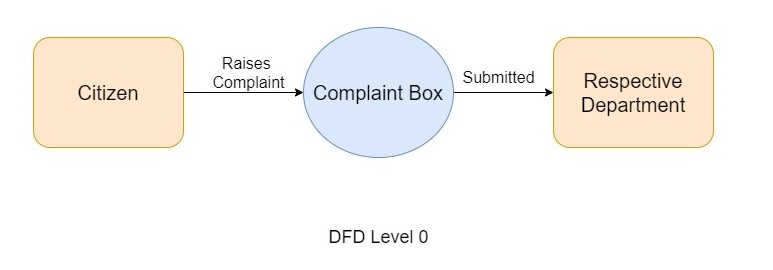 Citizen
Raises
Complaint
Complaint Box
Submitted
Respective
Department
DFD Level 0